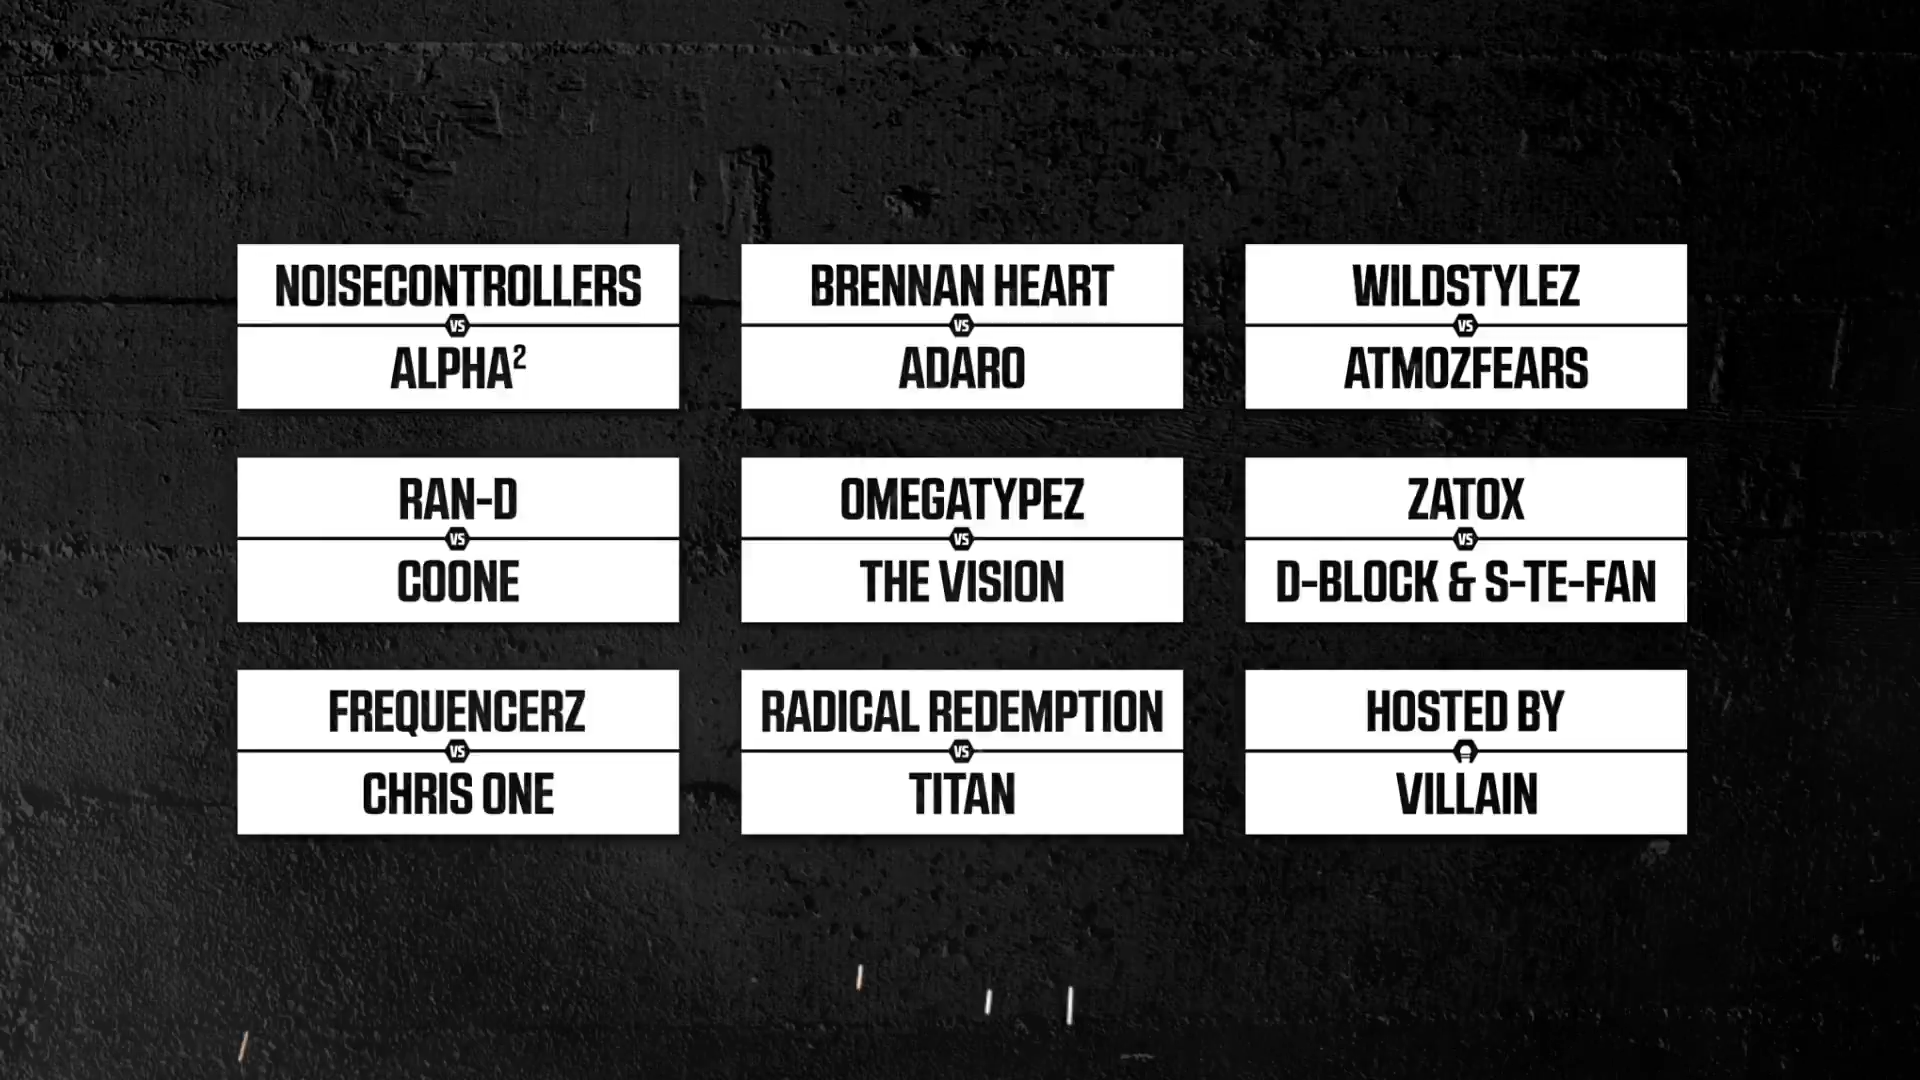 NOISECONTROLLERS
VS
ALPHA²
BRENNAN HEART
VS
ADARO
WILDSTYLEZ
VS
ATMOZFEARS
RAN-D
VS
COONE
OMEGATYPEZ
VS
THE VISION
ZATOX
VS
D-BLOCK & S-TE-FAN
FREQUENCERZ
VS
CHRIS ONE
RADICAL REDEMPTION
VS
TITAN
HOSTED BY
VILLAIN